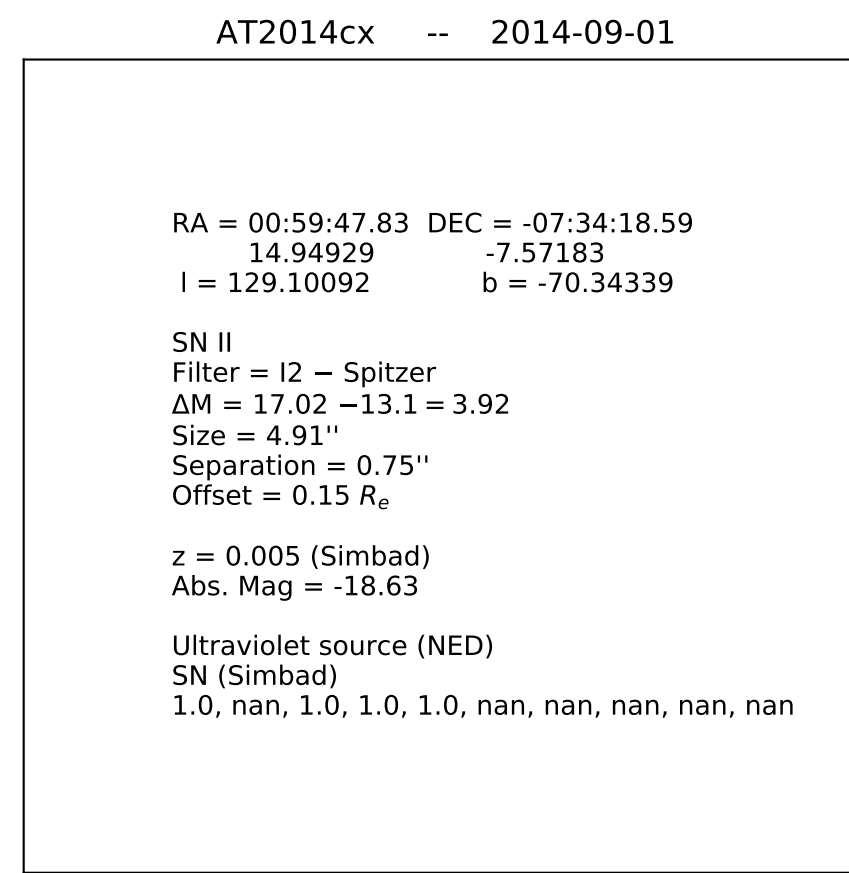 AT2014cx -- 2014-09-01
RA = 00:59:47.83 DEC = -07:34:18.59
14.94929 -7.57183
l = 129.10092 b = -70.34339
SN II
Filter = I2 − Spitzer
ΔM = 17.02 −13.1 = 3.92
Size = 4.91''
Separation = 0.75''
Offset = 0.15 Re
z = 0.005 (Simbad)
Abs. Mag = -18.63
Ultraviolet source (NED)
SN (Simbad)
1.0, nan, 1.0, 1.0, 1.0, nan, nan, nan, nan, nan